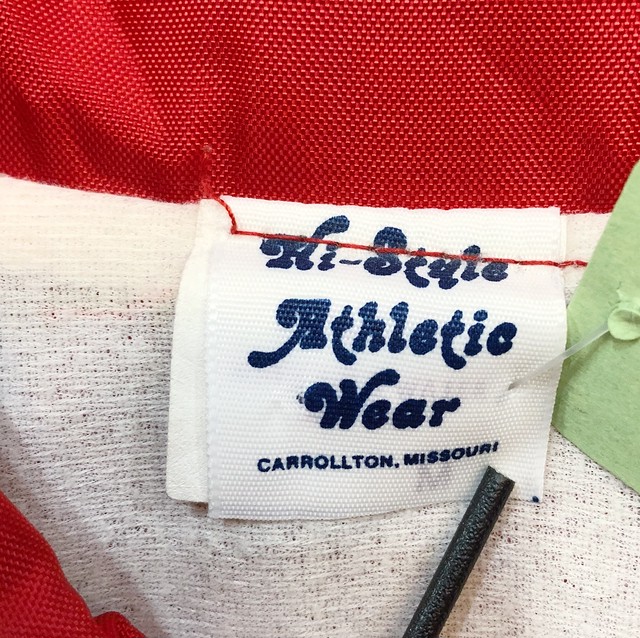 Hi-Style
Athletic
Wear
CARROLLTON, MISSOURI